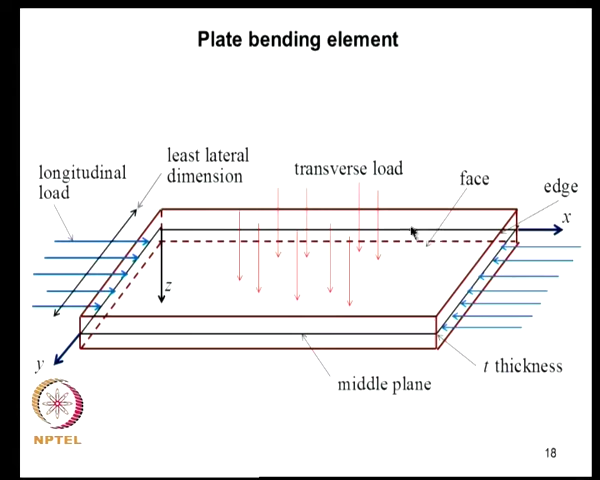 Plate bending element
least lateral
dimension
longitudinal
load
transverse load
face
edge
x
z
y
t thickness
middle plane
NPTEL
18